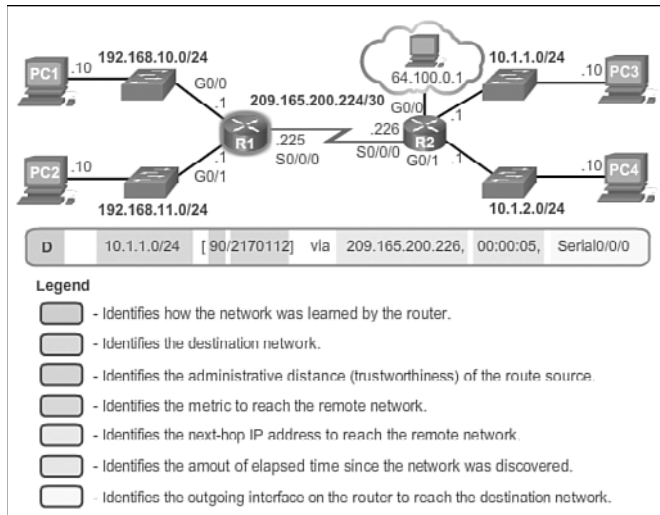 192.168.10.0/24
PC1
.10
G0/0
.1
209.165.200.224/30
R1
.225
S0/0/0
.1
G0/1
PC2
.10
192.168.11.0/24
64.100.0.1
G0/0
.226
S0/0/0
R2
G0/1
.1
10.1.1.0/24
.10
PC3
.1
.10
PC4
10.1.2.0/24
D 10.1.1.0/24 [ 90/2170112] via 209.165.200.226, 00:00:05, Serial0/0/0
Legend
- Identifies how the network was learned by the router.
- Identifies the destination network.
- Identifies the administrative distance (trustworthiness) of the route source.
- Identifies the metric to reach the remote network.
- Identifies the next-hop IP address to reach the remote network.
- Identifies the amout of elapsed time since the network was discovered.
- Identifies the outgoing interface on the router to reach the destination network.